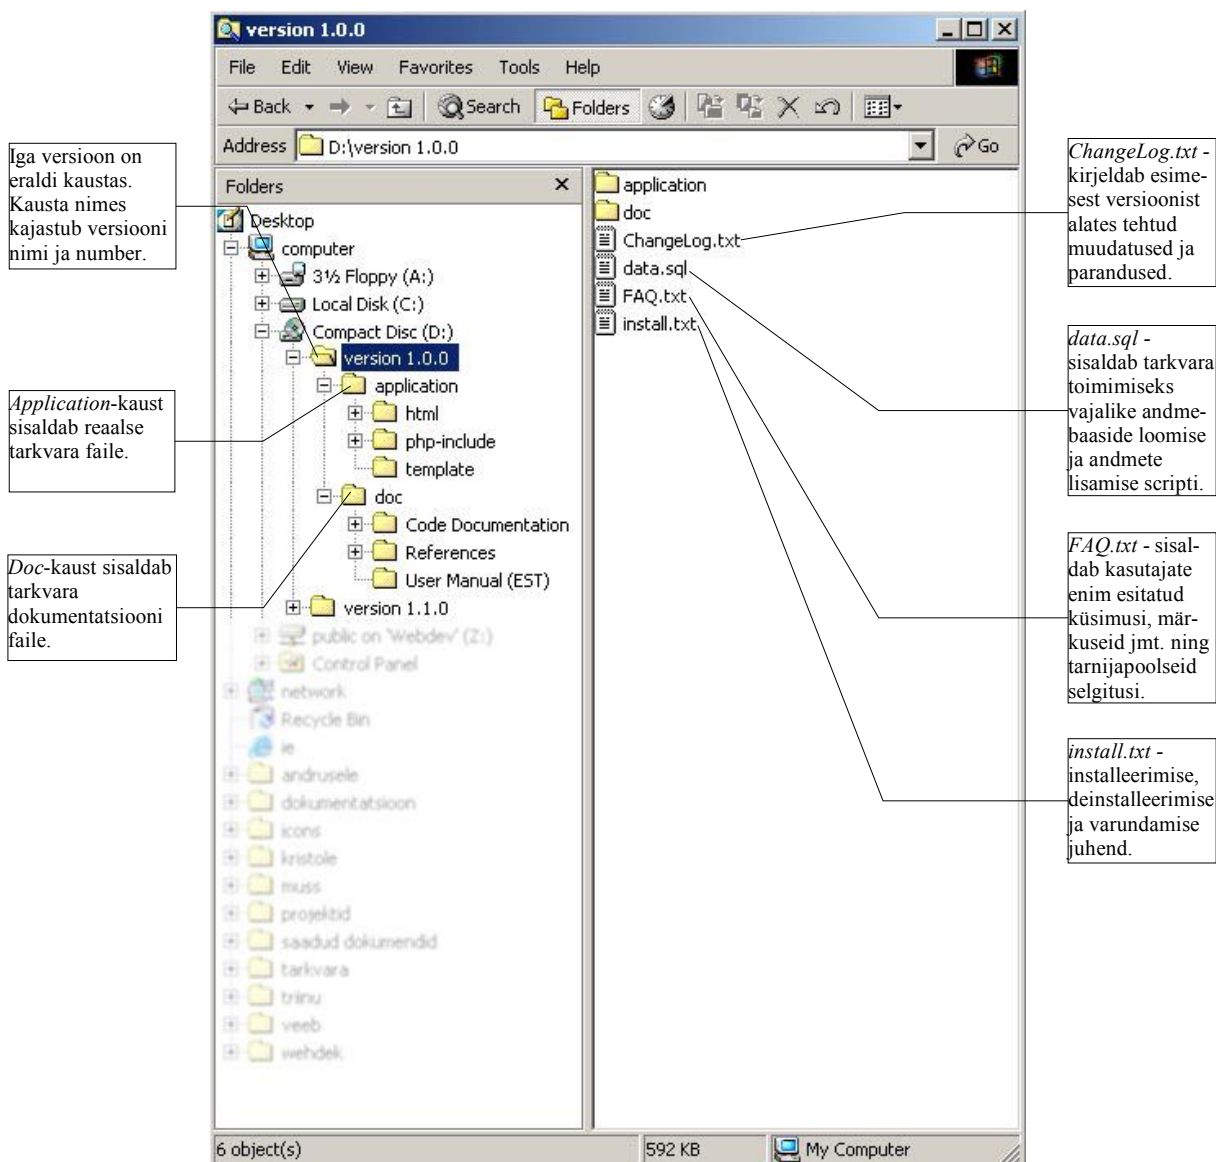 version 1.0.0
File Edit View Favorites Tools Help
Back Search Folders
Address D:\version 1.0.0 Go
Iga versioon on
eraldi kaustas.
Kausta nimes
kajastub versiooni
nimi ja number.
Application-kaust
sisaldab reaalse
tarkvara faile.
Doc-kaust sisaldab
tarkvara
dokumentatsiooni
faile.
Folders
Desktop
computer
3½ Floppy (A:)
Local Disk (C:)
Compact Disc (D:)
version 1.0.0
application
html
php-include
template
doc
Code Documentation
References
User Manual (EST)
version 1.1.0
public on 'Webdev' (Z:)
Control Panel
network
Recycle Bin
ie
andrusele
dokumentatsioon
icons
kristole
muss
projektid
saadud dokumendid
tarkvara
triinu
veeb
wehdek
application
doc
ChangeLog.txt
data.sql
FAQ.txt
install.txt
ChangeLog.txt -
kirjeldab esime-
sest versioonist
alates tehtud
muudatused ja
parandused.
data.sql -
sisaldab tarkvara
toimimiseks
vajalike andme-
baaside loomise
ja andmete
lisamise scripti.
FAQ.txt - sisal-
dab kasutajate
enim esitatud
küsimusi, mär-
kuseid jmt. ning
tarnijapoolseid
selgitusi.
install.txt -
installeerimise,
deinstalleerimise
ja varundamise
juhend.
6 object(s) 592 KB My Computer